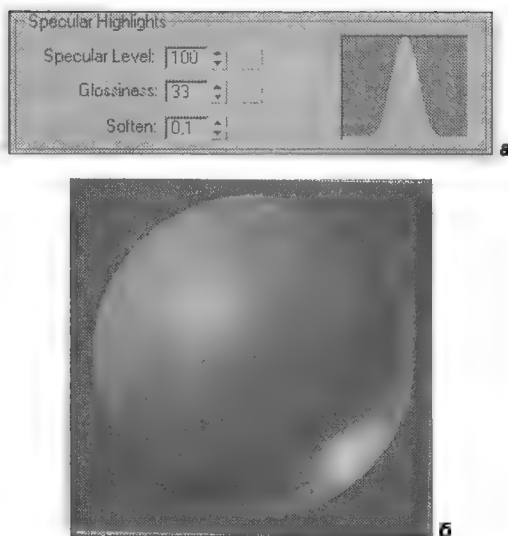 Specular Highlights
Specular Level: 100
Glossiness: 33
Soften: 0,1
а
б